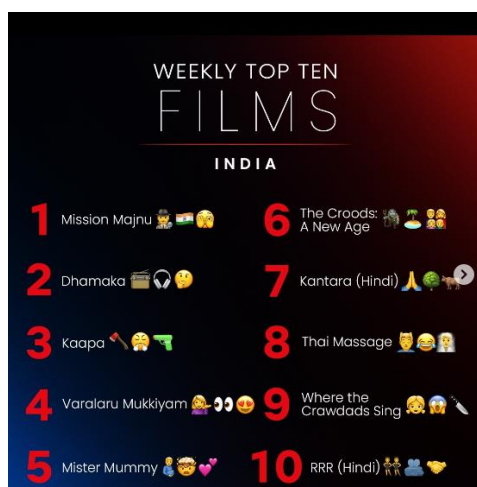 WEEKLY TOP TEN
FILMS
INDIA
1 Mission Majnu 🕵️🇮🇳🫣
2 Dhamaka 📻🎧🤔
3 Kaapa 🪓😤🔫
4 Varalaru Mukkiyam 💁‍♀️👀😍
5 Mister Mummy 🫃🤯💕
6 The Croods:
A New Age 🦍🏝️👨‍👩‍👧‍👦
7 Kantara (Hindi) 🙏🌳🐂
8 Thai Massage 💆‍♂️😂👰
9 Where the
Crawdads Sing 👧😱🔪
10 RRR (Hindi) 👯‍♂️🫂🤝